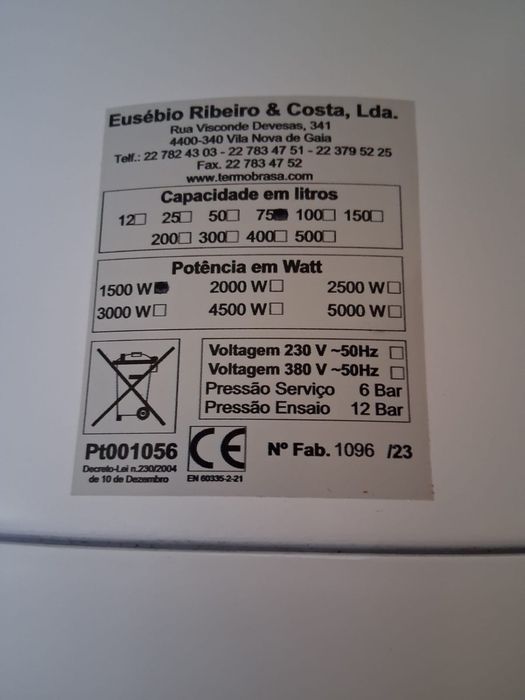 Eusébio Ribeiro & Costa, Lda.
Rua Visconde Devesas, 341
4400-340 Vila Nova de Gaia
Telf.: 22 782 43 03 - 22 783 47 51 - 22 379 52 25
Fax. 22 783 47 52
www.termobrasa.com
Capacidade em litros
12☐ 25☐ 50☐ 75■ 100☐ 150☐
200☐ 300☐ 400☐ 500☐
Potência em Watt
1500 W■ 2000 W☐ 2500 W☐
3000 W☐ 4500 W☐ 5000 W☐
Voltagem 230 V ~50Hz ☐
Voltagem 380 V ~50Hz ☐
Pressão Serviço 6 Bar
Pressão Ensaio 12 Bar
Pt001056
Decreto-Lei n.230/2004
de 10 de Dezembro
CE
EN 60335-2-21
Nº Fab. 1096 /23